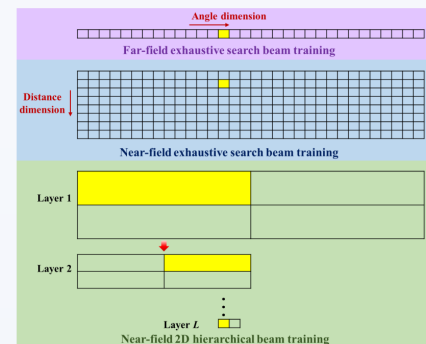 Angle dimension
Far-field exhaustive search beam training
Distance
dimension
Near-field exhaustive search beam training
Layer 1
Layer 2
Layer L
Near-field 2D hierarchical beam training